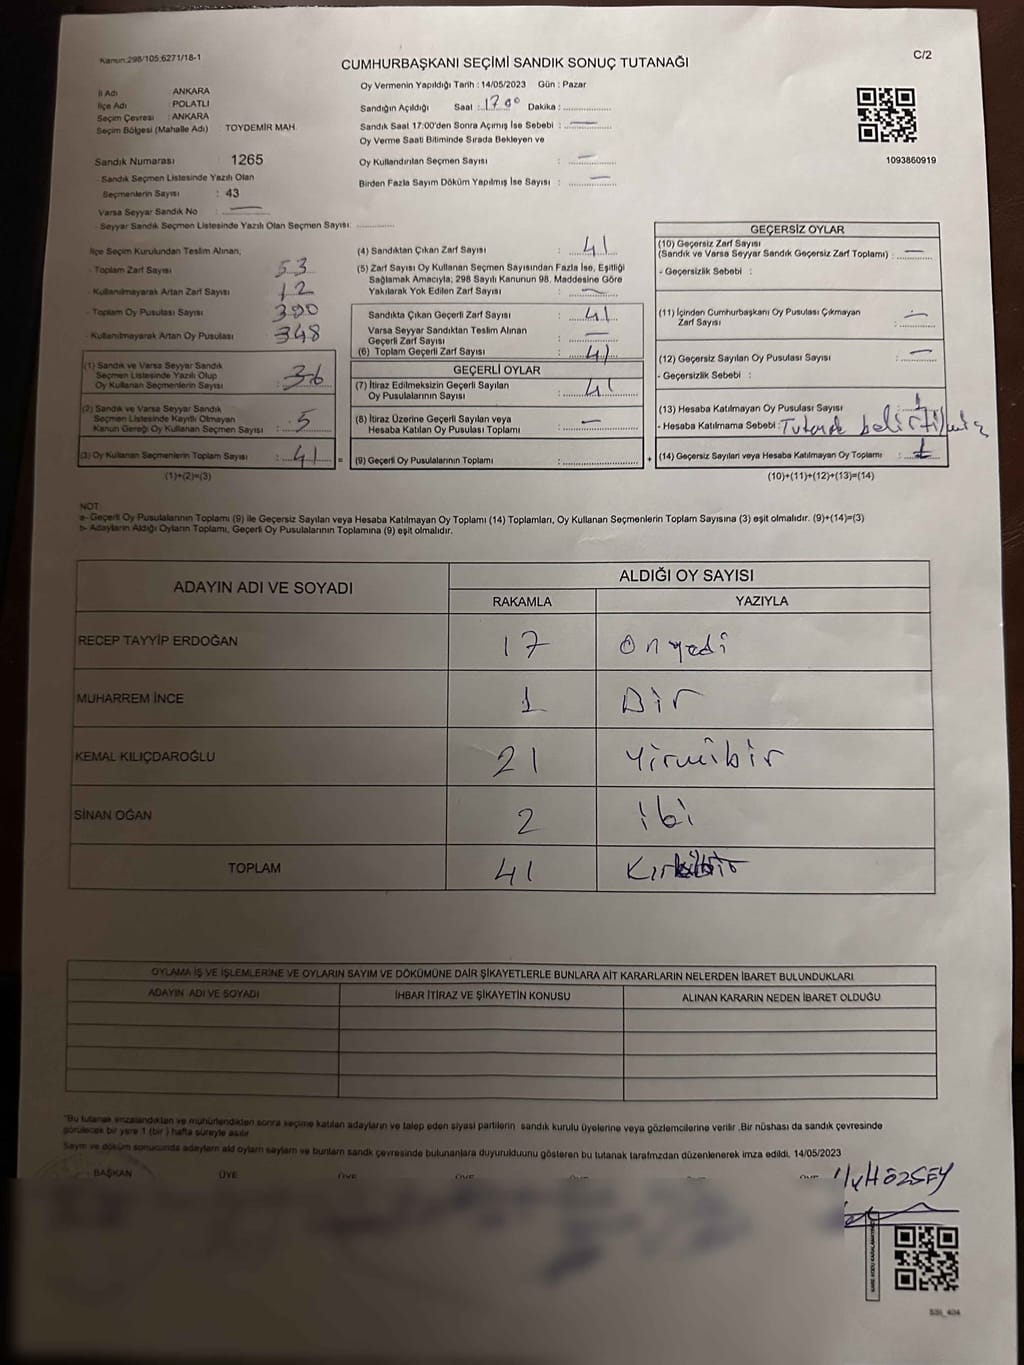 Kanun:298/105;6271/18-1
C/2
CUMHURBAŞKANI SEÇİMİ SANDIK SONUÇ TUTANAĞI
İl Adı ANKARA
İlçe Adı POLATLI
Seçim Çevresi : ANKARA
Seçim Bölgesi (Mahalle Adı) TOYDEMİR MAH.
Sandık Numarası 1265
- Sandık Seçmen Listesinde Yazılı Olan
Seçmenlerin Sayısı : 43
Varsa Seyyar Sandık No :
- Seyyar Sandık Seçmen Listesinde Yazılı Olan Seçmen Sayısı:
Oy Vermenin Yapıldığı Tarih : 14/05/2023 Gün : Pazar
Sandığın Açıldığı Saat : 17 00 Dakika :
Sandık Saat 17:00'den Sonra Açımış İse Sebebi :
Oy Verme Saati Bitiminde Sırada Bekleyen ve
Oy Kullandırılan Seçmen Sayısı :
Birden Fazla Sayım Döküm Yapılmış İse Sayısı :
1093860919
İlçe Seçim Kurulundan Teslim Alınan;
- Toplam Zarf Sayısı 53
- Kullanılmayarak Artan Zarf Sayısı 12
- Toplam Oy Pusulası Sayısı 390
- Kullanılmayarak Artan Oy Pusulası 348
(1) Sandık ve Varsa Seyyar Sandık
Seçmen Listesinde Yazılı Olup
Oy Kullanan Seçmenlerin Sayısı : 36
(2) Sandık ve Varsa Seyyar Sandık
Seçmen Listesinde Kayıtlı Olmayan
Kanun Gereği Oy Kullanan Seçmen Sayısı : 5
(3) Oy Kullanan Seçmenlerin Toplam Sayısı : 41
(1)+(2)=(3)
(4) Sandıktan Çıkan Zarf Sayısı : 41
(5) Zarf Sayısı Oy Kullanan Seçmen Sayısından Fazla İse, Eşitliği
Sağlamak Amacıyla; 298 Sayılı Kanunun 98. Maddesine Göre
Yakılarak Yok Edilen Zarf Sayısı :
Sandıkta Çıkan Geçerli Zarf Sayısı : 41
Varsa Seyyar Sandıktan Teslim Alınan
Geçerli Zarf Sayısı :
(6) Toplam Geçerli Zarf Sayısı : 41
GEÇERLİ OYLAR
(7) İtiraz Edilmeksizin Geçerli Sayılan
Oy Pusulalarının Sayısı : 41
(8) İtiraz Üzerine Geçerli Sayılan veya
Hesaba Katılan Oy Pusulası Toplamı :
= (9) Geçerli Oy Pusulalarının Toplamı : +
GEÇERSİZ OYLAR
(10) Geçersiz Zarf Sayısı
(Sandık ve Varsa Seyyar Sandık Geçersiz Zarf Toplamı) :
- Geçersizlik Sebebi :
(11) İçinden Cumhurbaşkanı Oy Pusulası Çıkmayan
Zarf Sayısı :
(12) Geçersiz Sayılan Oy Pusulası Sayısı :
- Geçersizlik Sebebi :
(13) Hesaba Katılmayan Oy Pusulası Sayısı : 1
- Hesaba Katılmama Sebebi :
(14) Geçersiz Sayılan veya Hesaba Katılmayan Oy Toplamı :
(10)+(11)+(12)+(13)=(14)
NOT:
a- Geçerli Oy Pusulalarının Toplamı (9) ile Geçersiz Sayılan veya Hesaba Katılmayan Oy Toplamı (14) Toplamları, Oy Kullanan Seçmenlerin Toplam Sayısına (3) eşit olmalıdır. (9)+(14)=(3)
b- Adayların Aldığı Oyların Toplamı, Geçerli Oy Pusulalarının Toplamına (9) eşit olmalıdır.
ADAYIN ADI VE SOYADI ALDIĞI OY SAYISI
RAKAMLA YAZIYLA
RECEP TAYYİP ERDOĞAN 17 onyedi
MUHARREM İNCE 1 Bir
KEMAL KILIÇDAROĞLU 21 Yirmibir
SİNAN OĞAN 2 iki
TOPLAM 41
OYLAMA İŞ VE İŞLEMLERİNE VE OYLARIN SAYIM VE DÖKÜMÜNE DAİR ŞİKAYETLERLE BUNLARA AİT KARARLARIN NELERDEN İBARET BULUNDUKLARI
ADAYIN ADI VE SOYADI İHBAR İTİRAZ VE ŞİKAYETİN KONUSU ALINAN KARARIN NEDEN İBARET OLDUĞU
"Bu tutanak imzalandıktan ve mühürlendikten sonra seçime katılan adayların ve talep eden siyasi partilerin sandık kurulu üyelerine veya gözlemcilerine verilir .Bir nüshası da sandık çevresinde
görülecek bir yere 1 (bir ) hafta süreyle asılır
Sayım ve döküm sonucunda adayların ald oyların sayıları ve bunların sandk çevresinde bulunanlara duyurulduunu gösteren bu tutanak tarafmzdan düzenlenerek imza edildi. 14/05/2023
BAŞKAN ÜYE ÜYE ÜYE